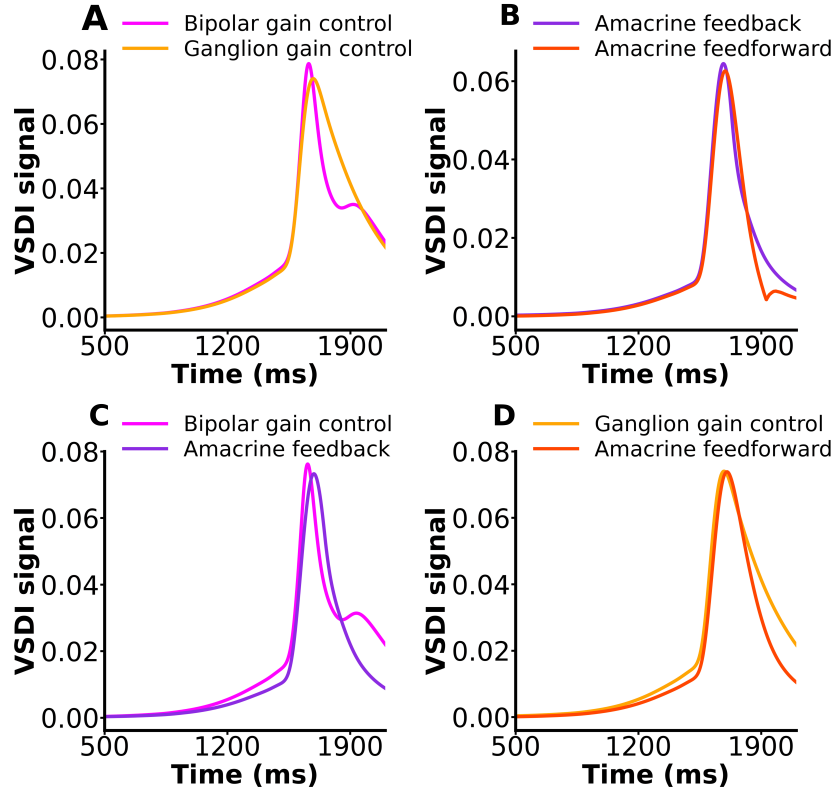 A
Bipolar gain control
Ganglion gain control
VSDI signal
0.08
0.06
0.04
0.02
0.00
500 1200 1900
Time (ms)
B
Amacrine feedback
Amacrine feedforward
VSDI signal
0.06
0.04
0.02
0.00
500 1200 1900
Time (ms)
C
Bipolar gain control
Amacrine feedback
VSDI signal
0.08
0.06
0.04
0.02
0.00
500 1200 1900
Time (ms)
D
Ganglion gain control
Amacrine feedforward
VSDI signal
0.08
0.06
0.04
0.02
0.00
500 1200 1900
Time (ms)